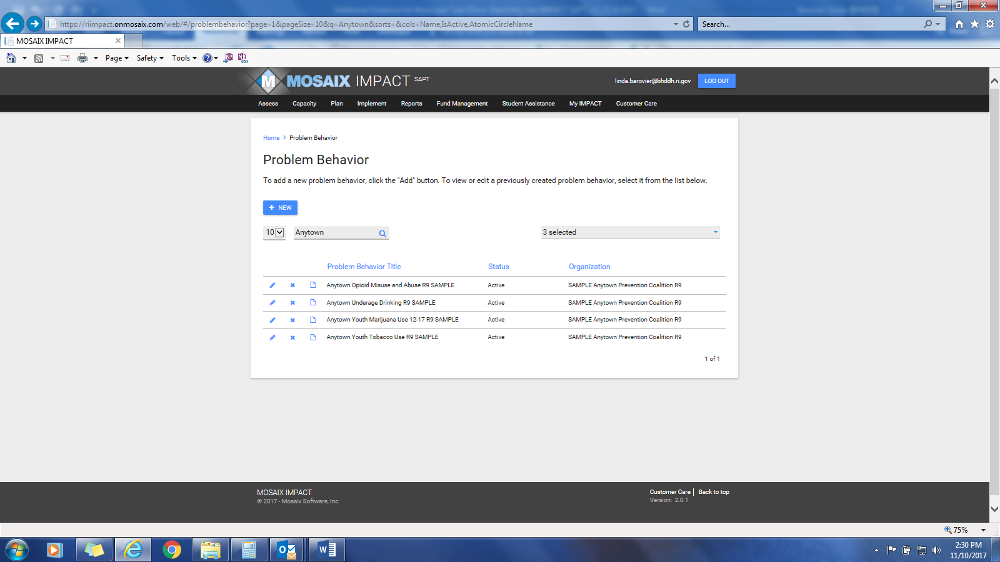 https://riimpact.onmosaix.com/web/#/problembehavior?page=1&pageSize=10&q=Anytown&sorts=&cols=Name,IsActive,AtomicCircleName
Search...
MOSAIX IMPACT
Page
Safety
Tools
M MOSAIX IMPACT SAPT
linda.barovier@bhddh.ri.gov
LOG OUT
Assess Capacity Plan Implement Reports Fund Management Student Assistance My IMPACT Customer Care
Home > Problem Behavior
Problem Behavior
To add a new problem behavior, click the "Add" button. To view or edit a previously created problem behavior, select it from the list below.
+ NEW
10 Anytown 3 selected
Problem Behavior Title Status Organization
Anytown Opioid Misuse and Abuse R9 SAMPLE Active SAMPLE Anytown Prevention Coalition R9
Anytown Underage Drinking R9 SAMPLE Active SAMPLE Anytown Prevention Coalition R9
Anytown Youth Marijuana Use 12-17 R9 SAMPLE Active SAMPLE Anytown Prevention Coalition R9
Anytown Youth Tobacco Use R9 SAMPLE Active SAMPLE Anytown Prevention Coalition R9
1 of 1
MOSAIX IMPACT
© 2017 - Mosaix Software, Inc
Customer Care | Back to top
Version: 2.0.1
75%
2:30 PM
11/10/2017